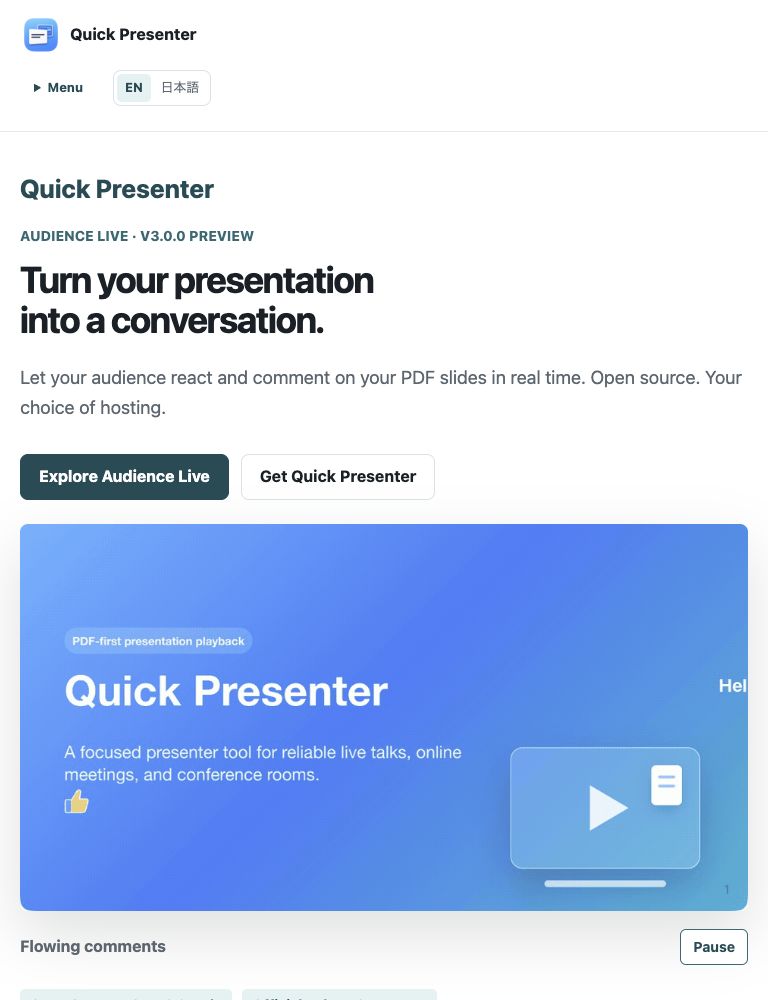 Quick Presenter
Menu
EN 日本語
Quick Presenter
AUDIENCE LIVE · V3.0.0 PREVIEW
Turn your presentation
into a conversation.
Let your audience react and comment on your PDF slides in real time. Open source. Your
choice of hosting.
Explore Audience Live Get Quick Presenter
PDF-first presentation playback
Quick Presenter
Hel
A focused presenter tool for reliable live talks, online
meetings, and conference rooms.
1
Flowing comments
Pause